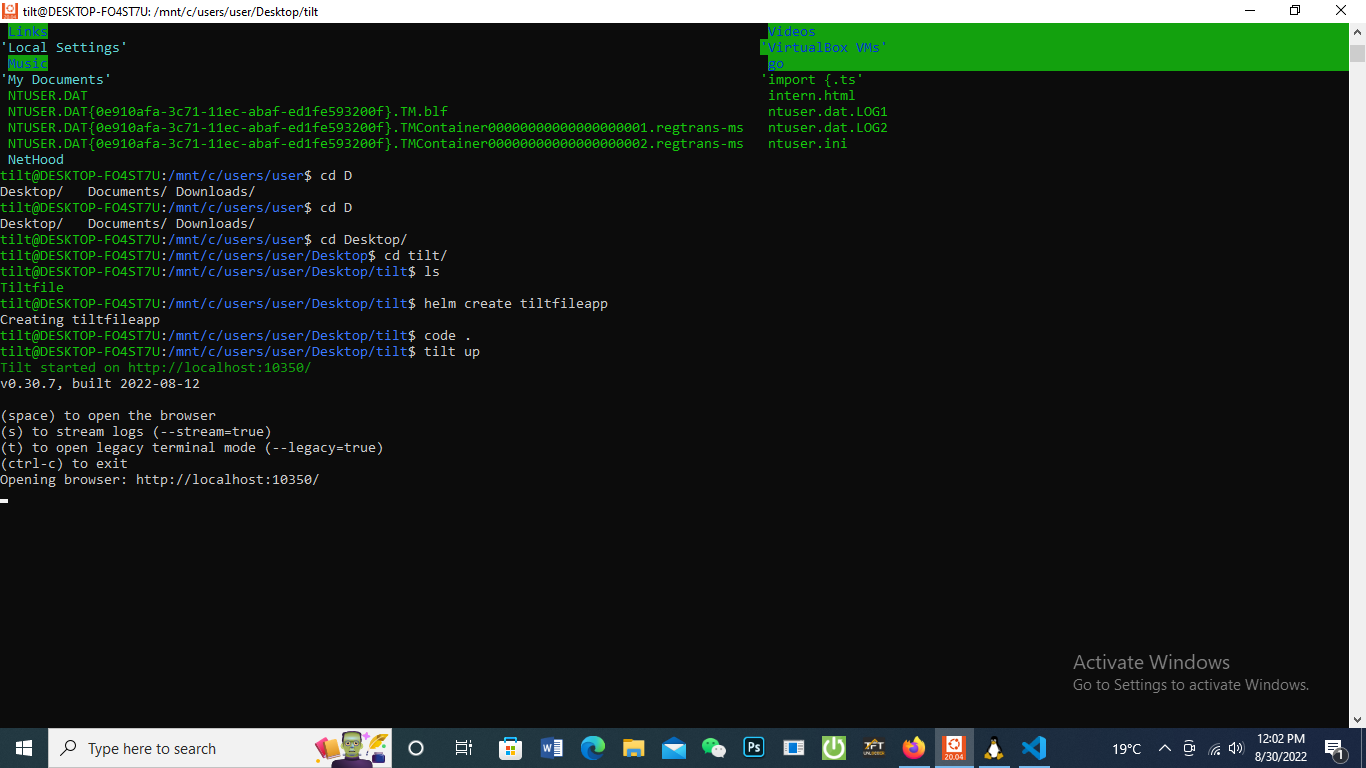 tilt@DESKTOP-FO4ST7U: /mnt/c/users/user/Desktop/tilt
Links Videos
'Local Settings' 'VirtualBox VMs'
Music go
'My Documents' 'import {.ts'
NTUSER.DAT intern.html
NTUSER.DAT{0e910afa-3c71-11ec-abaf-ed1fe593200f}.TM.blf ntuser.dat.LOG1
NTUSER.DAT{0e910afa-3c71-11ec-abaf-ed1fe593200f}.TMContainer00000000000000000001.regtrans-ms ntuser.dat.LOG2
NTUSER.DAT{0e910afa-3c71-11ec-abaf-ed1fe593200f}.TMContainer00000000000000000002.regtrans-ms ntuser.ini
NetHood
tilt@DESKTOP-FO4ST7U:/mnt/c/users/user$ cd D
Desktop/ Documents/ Downloads/
tilt@DESKTOP-FO4ST7U:/mnt/c/users/user$ cd D
Desktop/ Documents/ Downloads/
tilt@DESKTOP-FO4ST7U:/mnt/c/users/user$ cd Desktop/
tilt@DESKTOP-FO4ST7U:/mnt/c/users/user/Desktop$ cd tilt/
tilt@DESKTOP-FO4ST7U:/mnt/c/users/user/Desktop/tilt$ ls
Tiltfile
tilt@DESKTOP-FO4ST7U:/mnt/c/users/user/Desktop/tilt$ helm create tiltfileapp
Creating tiltfileapp
tilt@DESKTOP-FO4ST7U:/mnt/c/users/user/Desktop/tilt$ code .
tilt@DESKTOP-FO4ST7U:/mnt/c/users/user/Desktop/tilt$ tilt up
Tilt started on http://localhost:10350/
v0.30.7, built 2022-08-12
(space) to open the browser
(s) to stream logs (--stream=true)
(t) to open legacy terminal mode (--legacy=true)
(ctrl-c) to exit
Opening browser: http://localhost:10350/
Activate Windows
Go to Settings to activate Windows.
Type here to search
Ps
ZFT
20.04
19°C
12:02 PM
8/30/2022
1